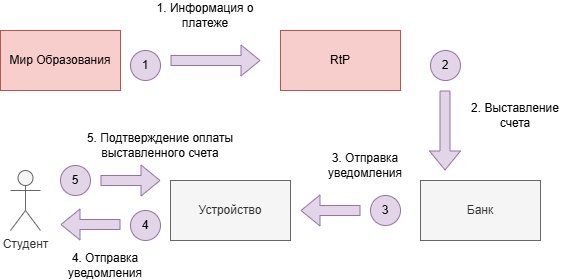 1. Информация о
платеже
Мир Образования
1
RtP
2
2. Выставление
счета
5. Подтверждение оплаты
выставленного счета
3. Отправка
уведомления
5
Устройство
3
Банк
4
Студент
4. Отправка
уведомления